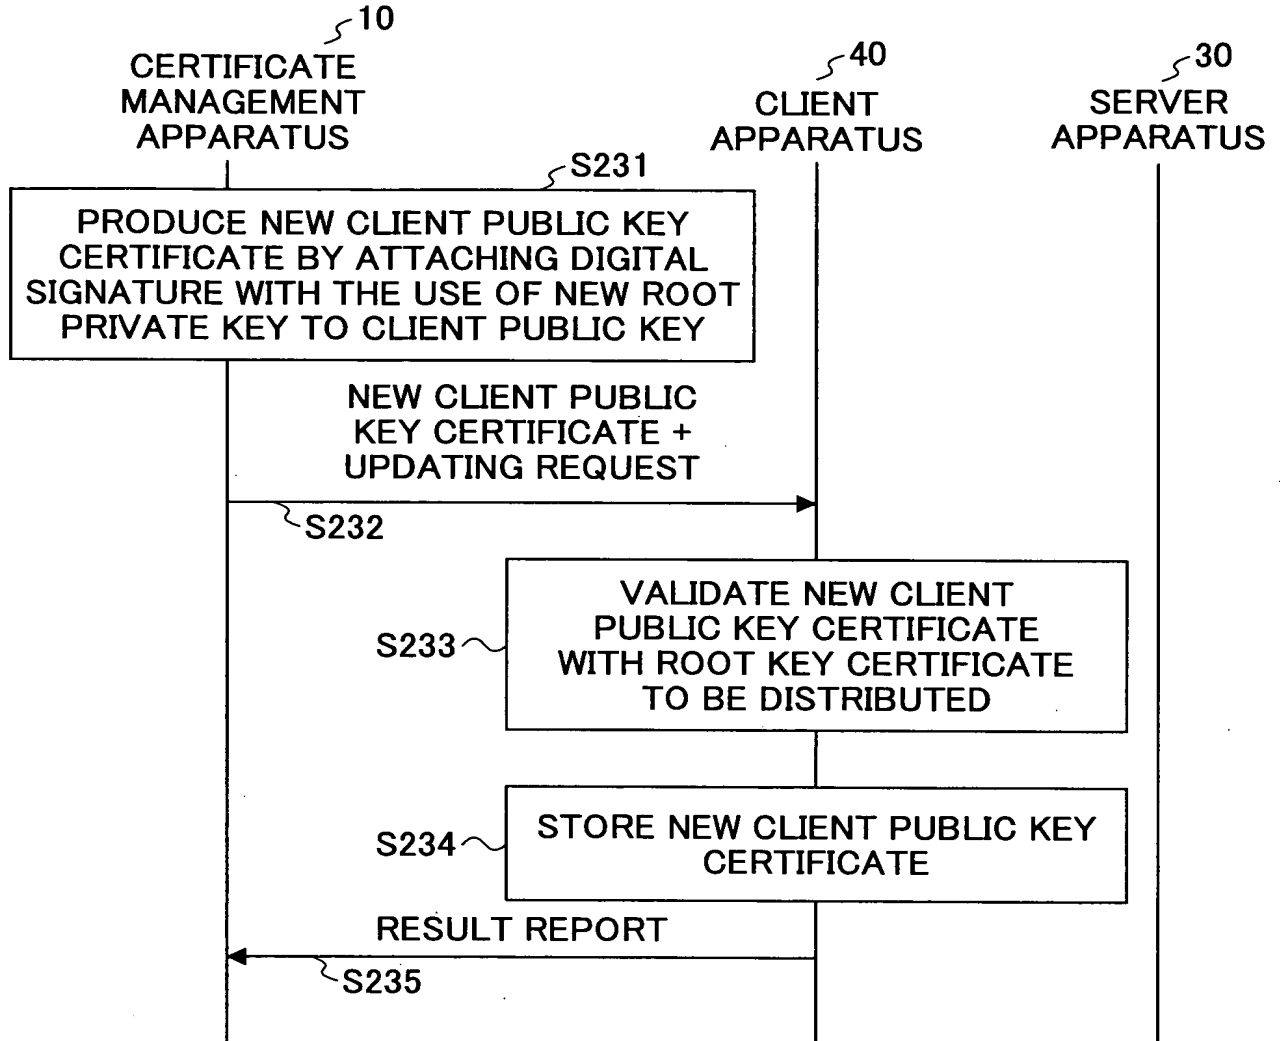 10
CERTIFICATE
MANAGEMENT
APPARATUS
40
CLIENT
APPARATUS
30
SERVER
APPARATUS
S231
PRODUCE NEW CLIENT PUBLIC KEY
CERTIFICATE BY ATTACHING DIGITAL
SIGNATURE WITH THE USE OF NEW ROOT
PRIVATE KEY TO CLIENT PUBLIC KEY
NEW CLIENT PUBLIC
KEY CERTIFICATE +
UPDATING REQUEST
S232
VALIDATE NEW CLIENT
PUBLIC KEY CERTIFICATE
WITH ROOT KEY CERTIFICATE
TO BE DISTRIBUTED
S233
STORE NEW CLIENT PUBLIC KEY
CERTIFICATE
S234
RESULT REPORT
S235